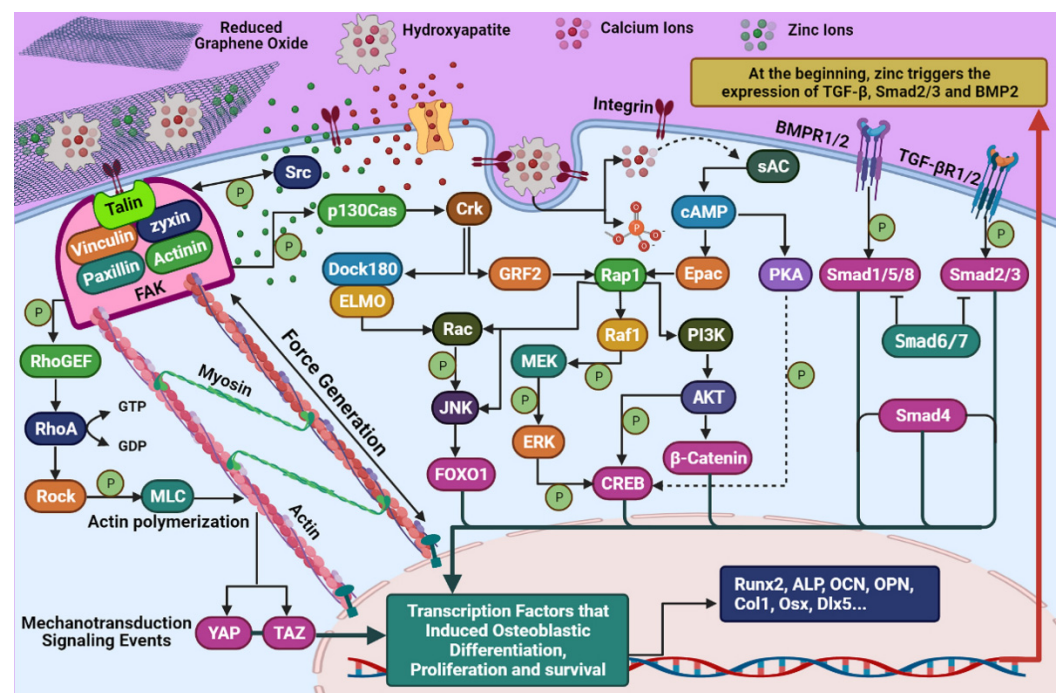 Reduced
Graphene Oxide
Hydroxyapatite
Calcium Ions
Zinc Ions
At the beginning, zinc triggers the
expression of TGF-β, Smad2/3 and BMP2
Integrin
BMPR1/2
TGF-βR1/2
Talin
Vinculin
zyxin
Paxillin
Actinin
FAK
P
Src
P
p130Cas
Crk
Dock180
ELMO
GRF2
Rap1
P
sAC
cAMP
Epac
PKA
P
P
Smad1/5/8
Smad2/3
Smad6/7
Smad4
P
RhoGEF
RhoA
GTP
GDP
Rock
P
MLC
Actin polymerization
Myosin
Actin
Force Generation
Rac
P
JNK
FOXO1
Raf1
P
MEK
P
ERK
P
PI3K
AKT
P
β-Catenin
CREB
P
Mechanotransduction
Signaling Events
YAP
TAZ
Transcription Factors that
Induced Osteoblastic
Differentiation,
Proliferation and survival
Runx2, ALP, OCN, OPN,
Col1, Osx, Dlx5...